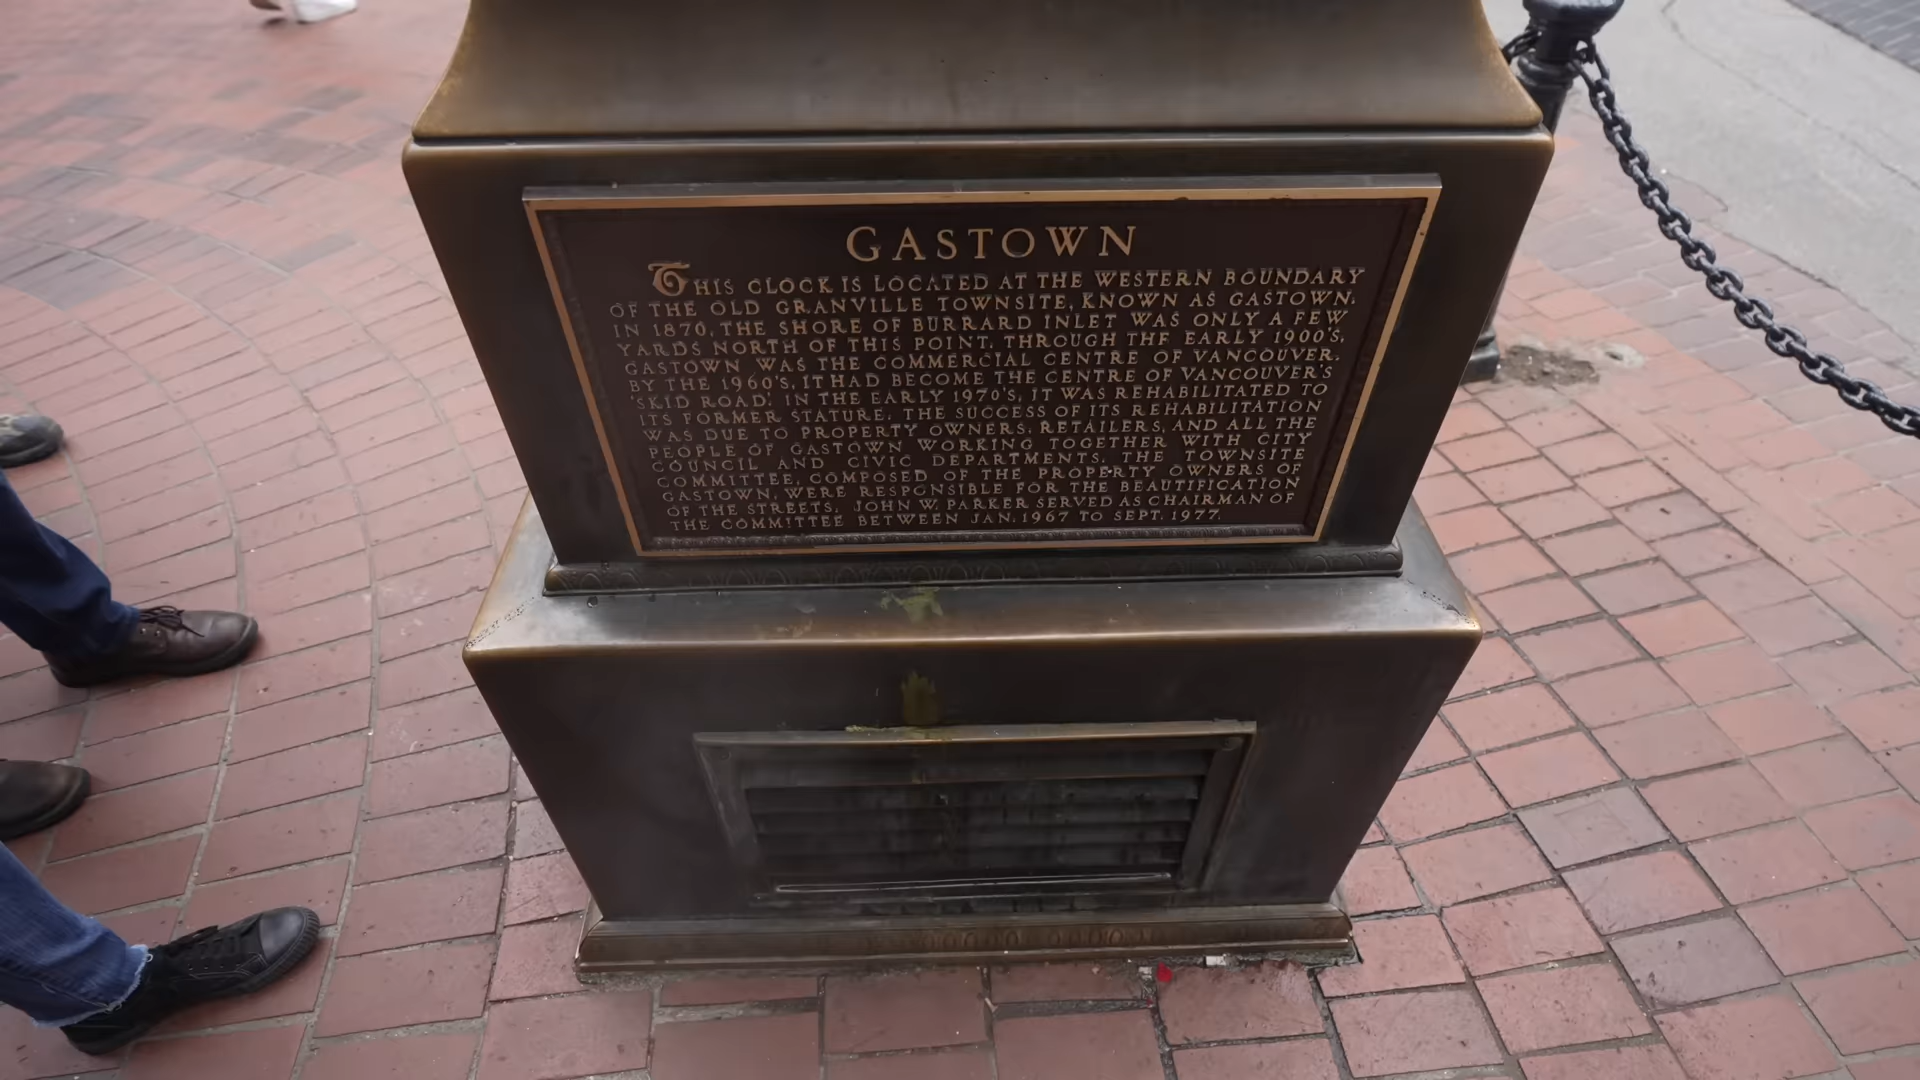 GASTOWN
THIS CLOCK IS LOCATED AT THE WESTERN BOUNDARY
OF THE OLD GRANVILLE TOWNSITE, KNOWN AS GASTOWN.
IN 1870, THE SHORE OF BURRARD INLET WAS ONLY A FEW
YARDS NORTH OF THIS POINT. THROUGH THE EARLY 1900'S,
GASTOWN WAS THE COMMERCIAL CENTRE OF VANCOUVER.
BY THE 1960'S, IT HAD BECOME THE CENTRE OF VANCOUVER'S
'SKID ROAD'. IN THE EARLY 1970'S, IT WAS REHABILITATED TO
ITS FORMER STATURE. THE SUCCESS OF ITS REHABILITATION
WAS DUE TO PROPERTY OWNERS, RETAILERS, AND ALL THE
PEOPLE OF GASTOWN WORKING TOGETHER WITH CITY
COUNCIL AND CIVIC DEPARTMENTS. THE TOWNSITE
COMMITTEE, COMPOSED OF THE PROPERTY OWNERS OF
GASTOWN, WERE RESPONSIBLE FOR THE BEAUTIFICATION
OF THE STREETS. JOHN W. PARKER SERVED AS CHAIRMAN OF
THE COMMITTEE BETWEEN JAN. 1967 TO SEPT. 1977.